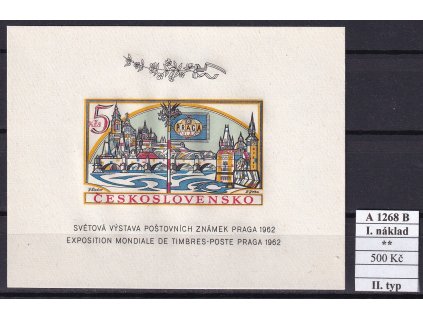 5
Kčs
PRAGA
ČESKOSLOVENSKO
SVĚTOVÁ VÝSTAVA POŠTOVNÍCH ZNÁMEK PRAGA 1962
EXPOSITION MONDIALE DE TIMBRES-POSTE PRAGA 1962
A 1268 B
I. náklad
**
500 Kč
II. typ